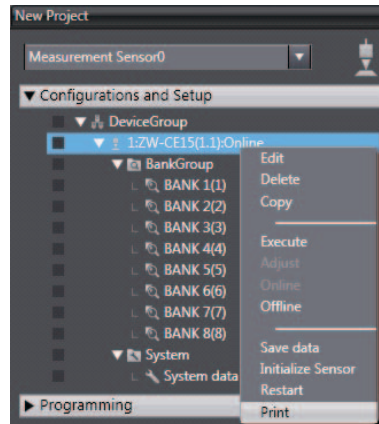 New Project
Measurement Sensor0
Configurations and Setup
DeviceGroup
1:ZW-CE15(1.1):Online
BankGroup
BANK 1(1)
BANK 2(2)
BANK 3(3)
BANK 4(4)
BANK 5(5)
BANK 6(6)
BANK 7(7)
BANK 8(8)
System
System data
Programming
Edit
Delete
Copy
Execute
Adjust
Online
Offline
Save data
Initialize Sensor
Restart
Print